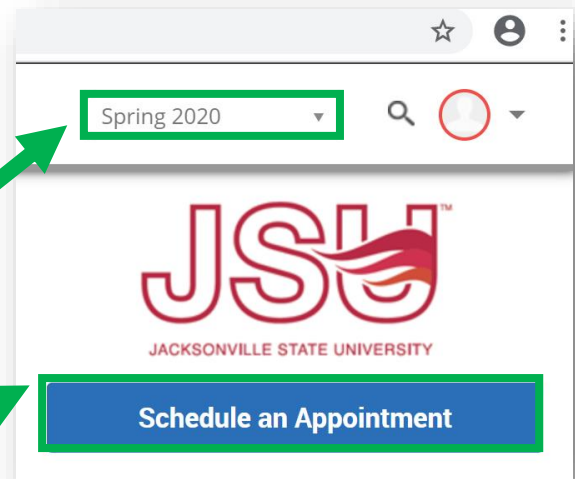 Spring 2020
JSU™
JACKSONVILLE STATE UNIVERSITY
Schedule an Appointment